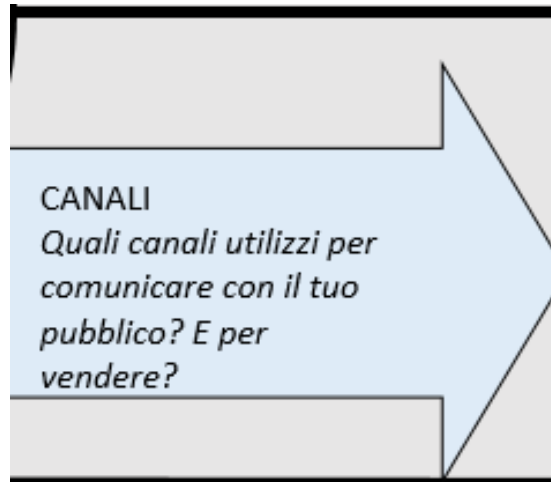 CANALI
Quali canali utilizzi per
comunicare con il tuo
pubblico? E per
vendere?